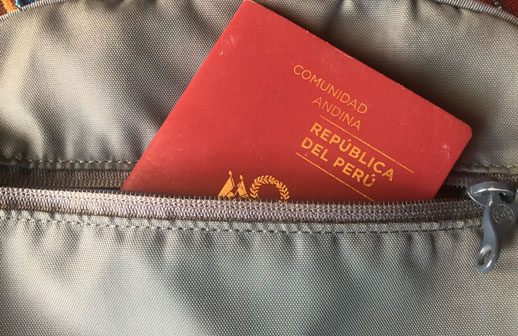 COMUNIDAD
ANDINA
REPÚBLICA
DEL PERÚ